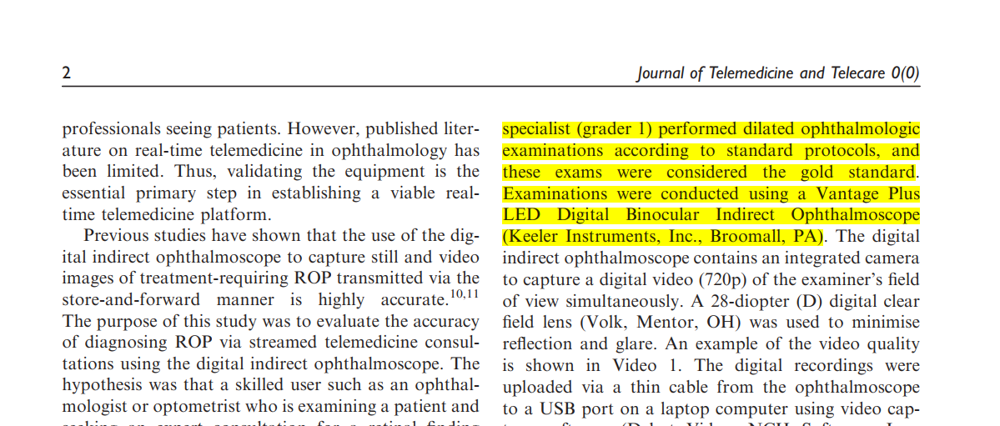 2
Journal of Telemedicine and Telecare 0(0)
professionals seeing patients. However, published liter-
ature on real-time telemedicine in ophthalmology has
been limited. Thus, validating the equipment is the
essential primary step in establishing a viable real-
time telemedicine platform.
Previous studies have shown that the use of the dig-
ital indirect ophthalmoscope to capture still and video
images of treatment-requiring ROP transmitted via the
store-and-forward manner is highly accurate.10,11
The purpose of this study was to evaluate the accuracy
of diagnosing ROP via streamed telemedicine consul-
tations using the digital indirect ophthalmoscope. The
hypothesis was that a skilled user such as an ophthal-
mologist or optometrist who is examining a patient and
specialist (grader 1) performed dilated ophthalmologic
examinations according to standard protocols, and
these exams were considered the gold standard.
Examinations were conducted using a Vantage Plus
LED Digital Binocular Indirect Ophthalmoscope
(Keeler Instruments, Inc., Broomall, PA). The digital
indirect ophthalmoscope contains an integrated camera
to capture a digital video (720p) of the examiner's field
of view simultaneously. A 28-diopter (D) digital clear
field lens (Volk, Mentor, OH) was used to minimise
reflection and glare. An example of the video quality
is shown in Video 1. The digital recordings were
uploaded via a thin cable from the ophthalmoscope
to a USB port on a laptop computer using video cap-